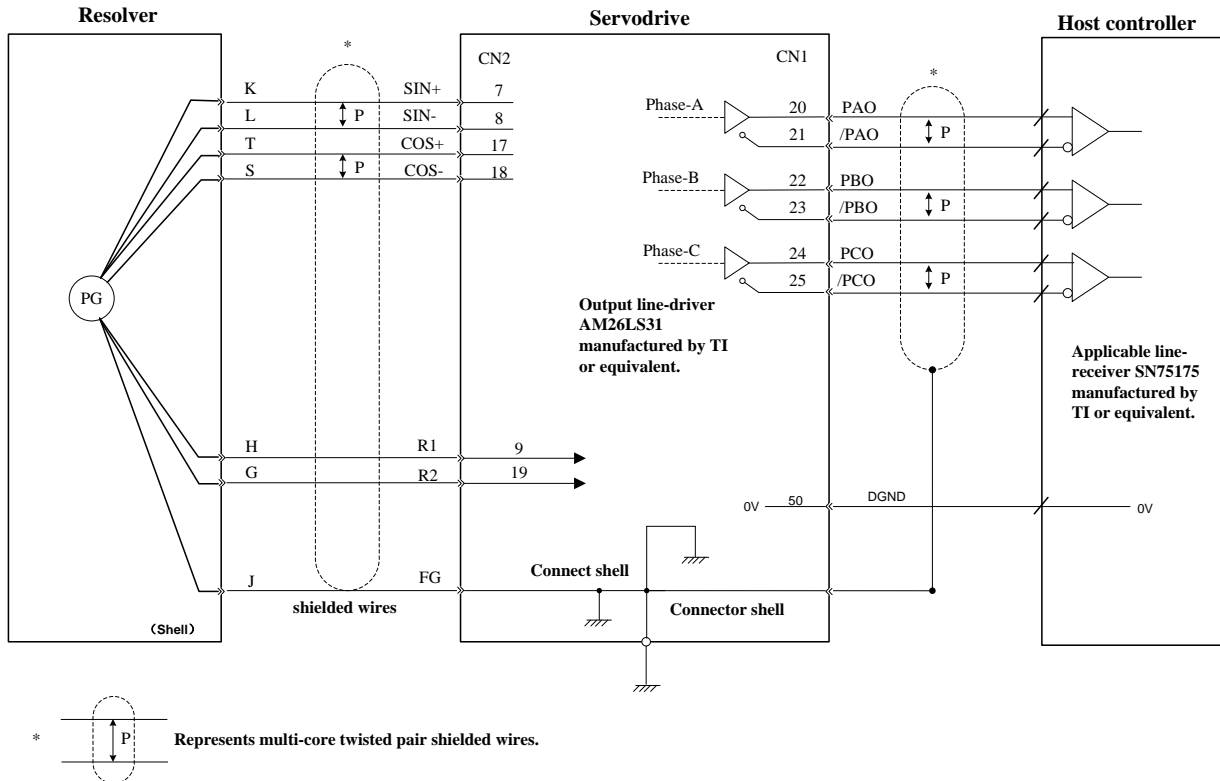 Resolver
Servodrive
Host controller
*
CN2
CN1
*
K SIN+ 7
P
L SIN- 8
T COS+ 17
P
S COS- 18
Phase-A 20 PAO
P
21 /PAO
Phase-B 22 PBO
P
23 /PBO
Phase-C 24 PCO
P
25 /PCO
PG
Output line-driver
AM26LS31
manufactured by TI
or equivalent.
Applicable line-
receiver SN75175
manufactured by
TI or equivalent.
H R1 9
G R2 19
0V 50 DGND 0V
J FG
Connect shell
shielded wires
Connector shell
(Shell)
* P Represents multi-core twisted pair shielded wires.